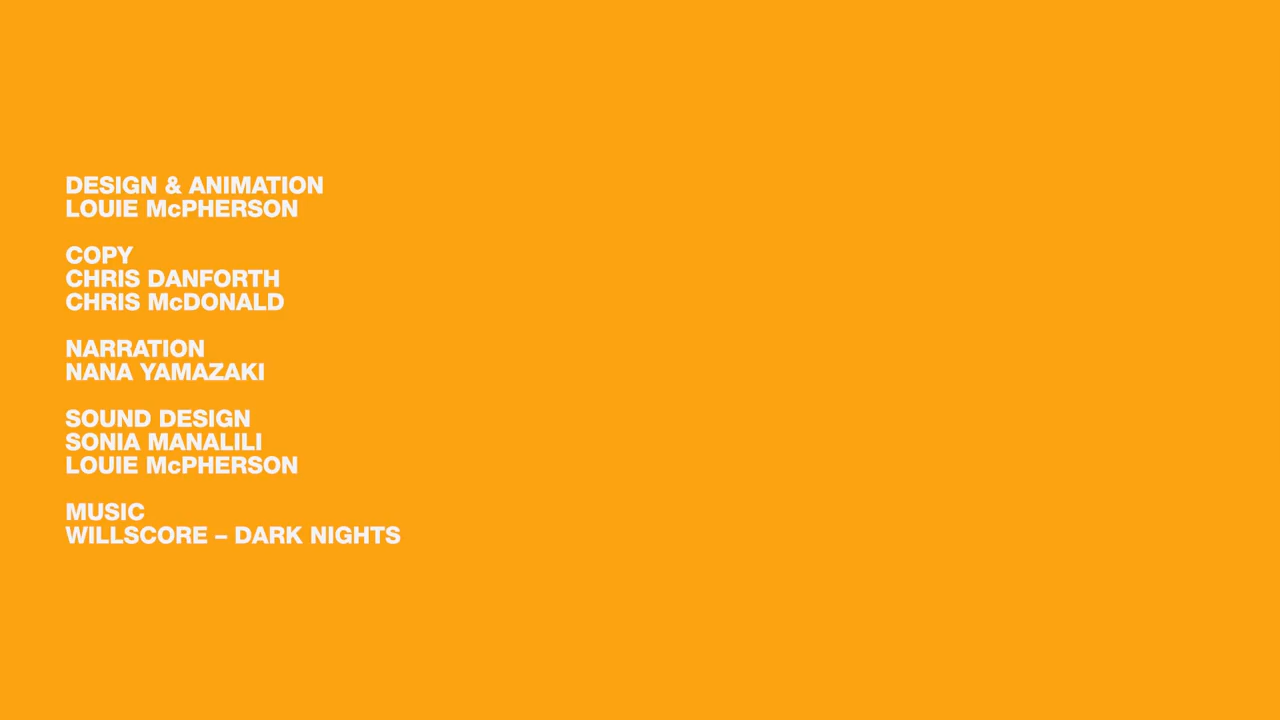 DESIGN & ANIMATION
LOUIE McPHERSON
COPY
CHRIS DANFORTH
CHRIS McDONALD
NARRATION
NANA YAMAZAKI
SOUND DESIGN
SONIA MANALILI
LOUIE McPHERSON
MUSIC
WILLSCORE – DARK NIGHTS